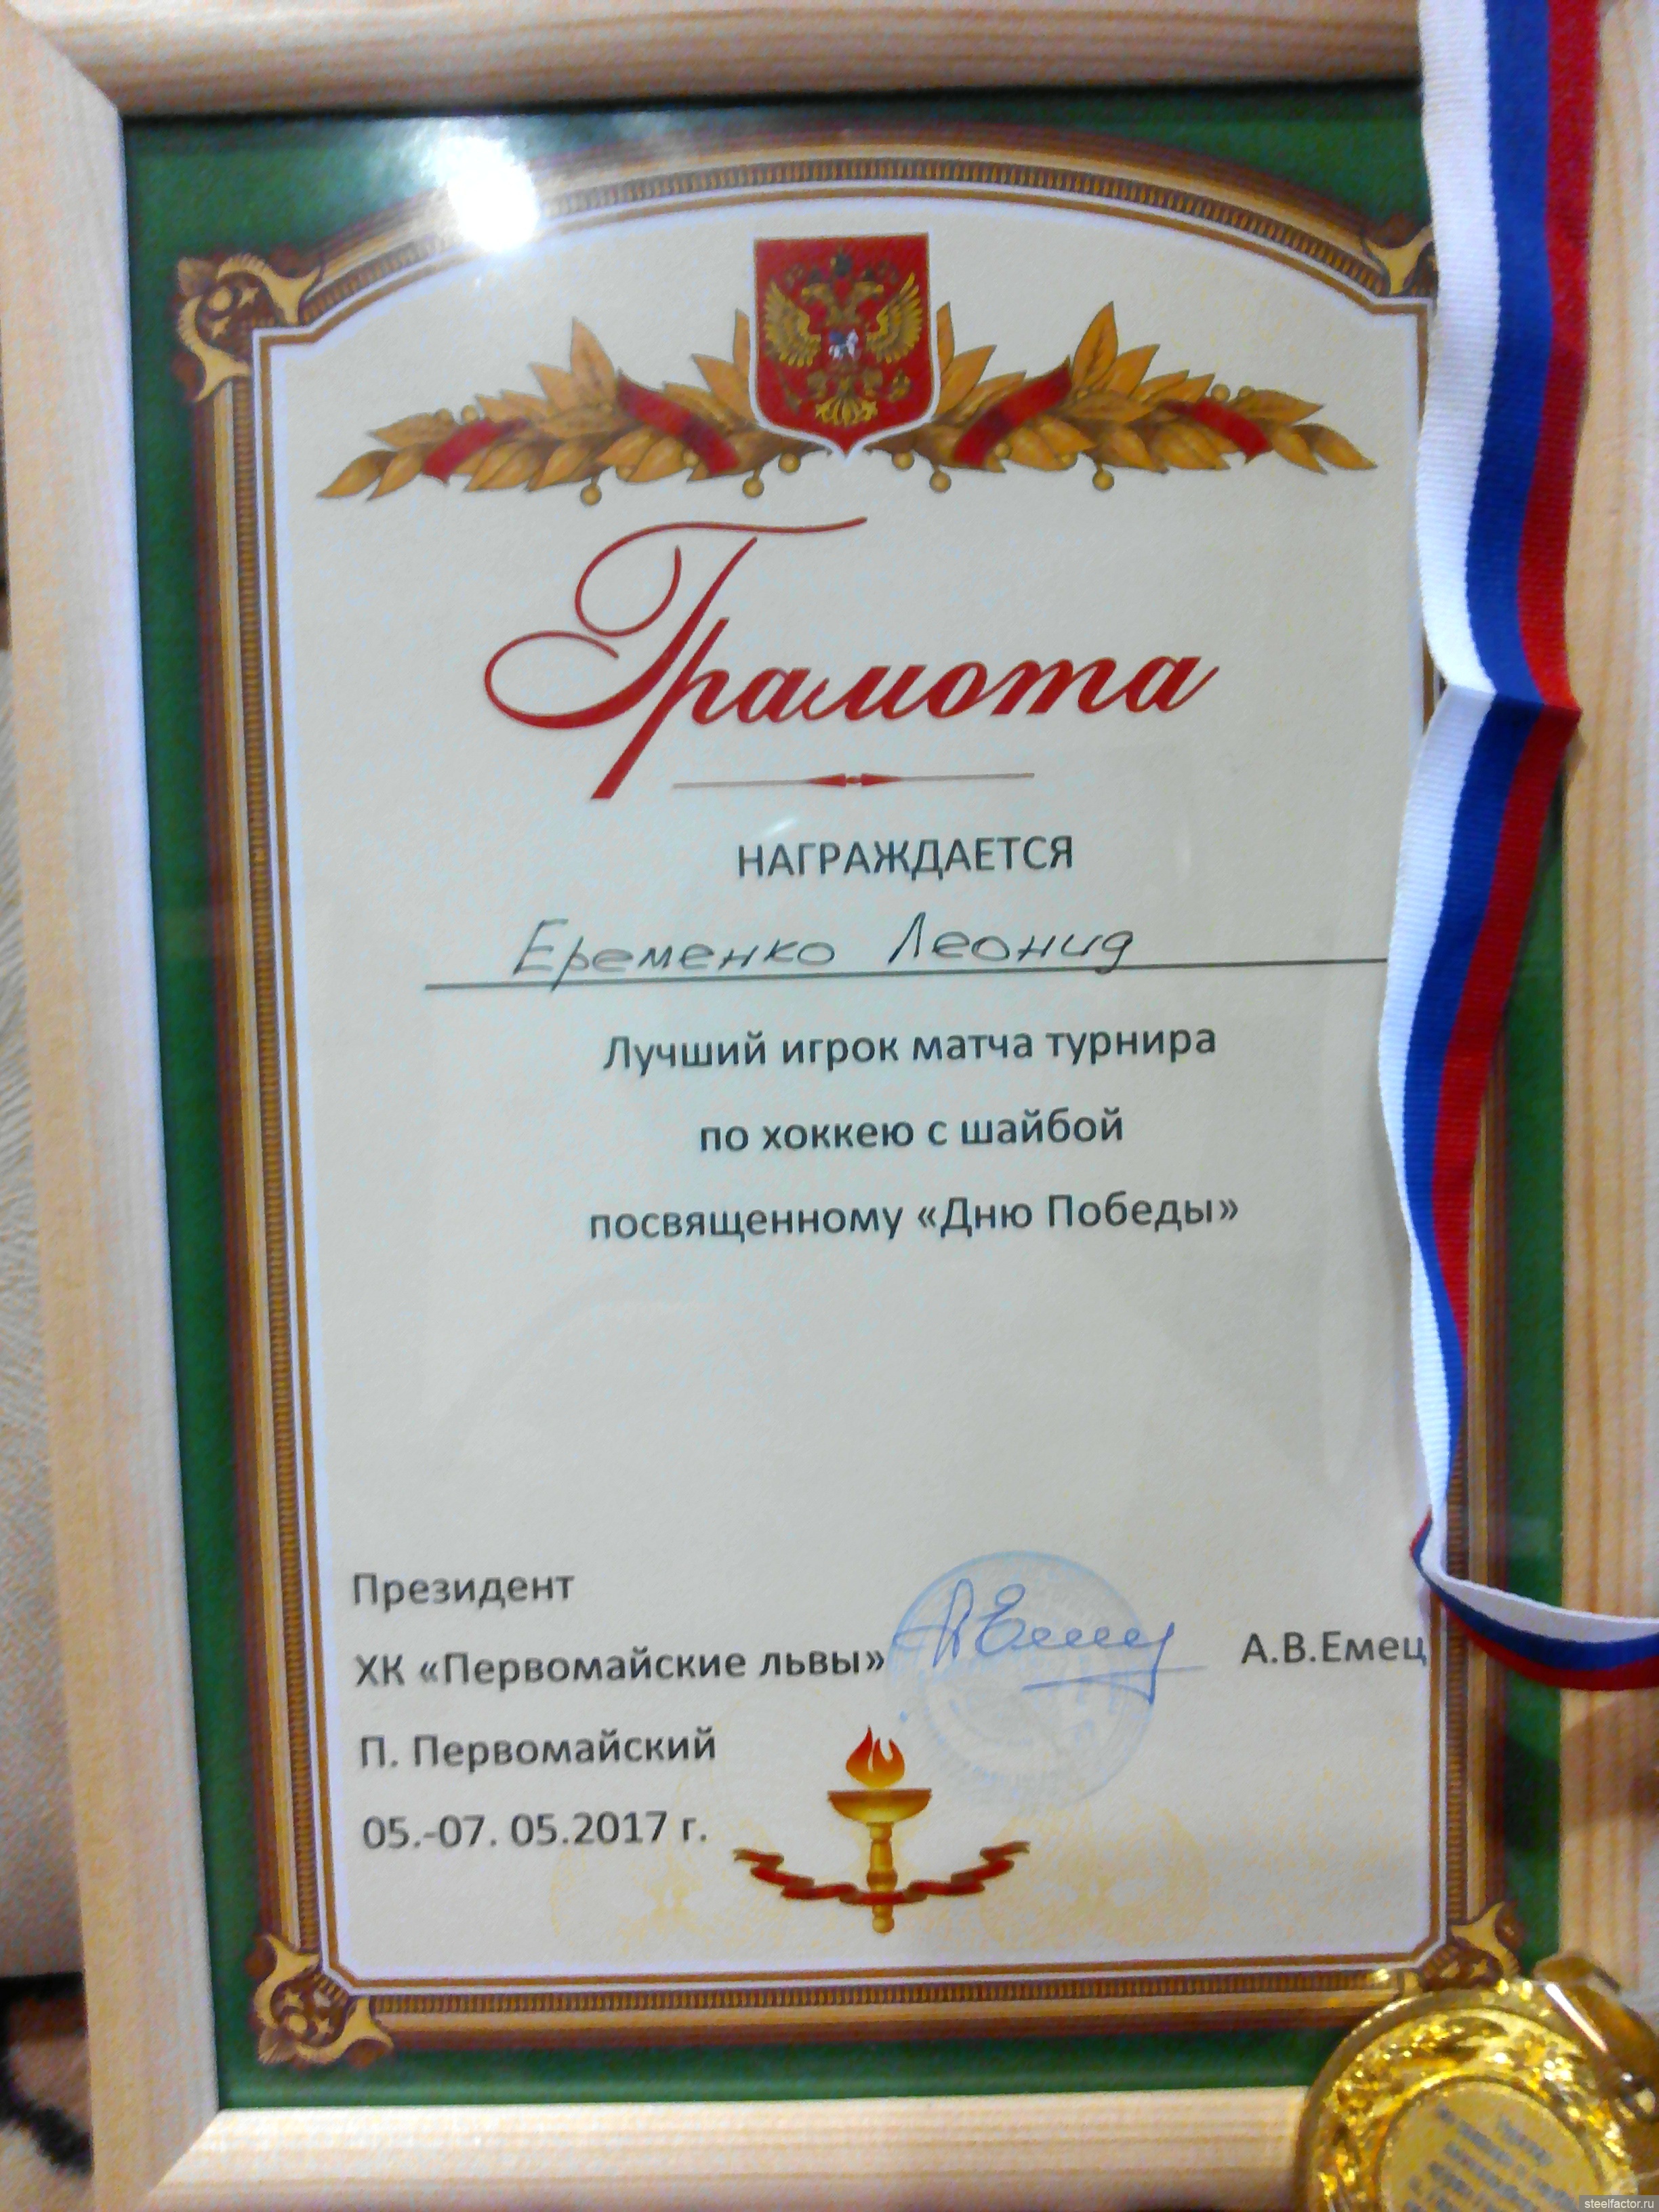 Грамота
НАГРАЖДАЕТСЯ
Еременко Леонид
Лучший игрок матча турнира
по хоккею с шайбой
посвященному «Дню Победы»
Президент
ХК «Первомайские львы» А.В.Емец
П. Первомайский
05.-07. 05.2017 г.
steelfactor.ru